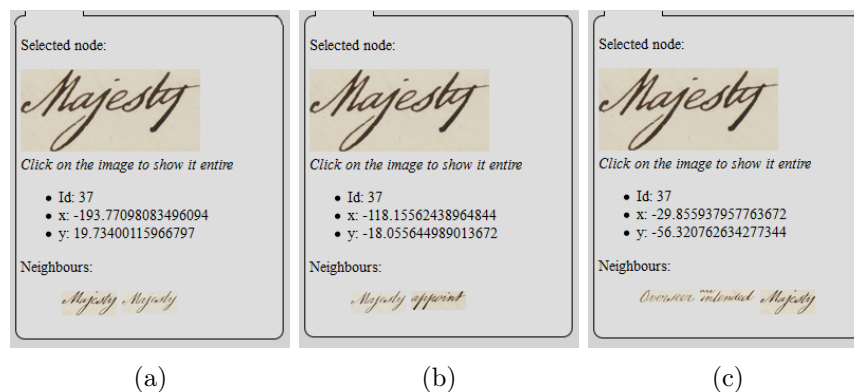 Selected node:
Majesty
Click on the image to show it entire
Id: 37
x: -193.77098083496094
y: 19.73400115966797
Neighbours:
Majesty Majesty
(a)
Selected node:
Majesty
Click on the image to show it entire
Id: 37
x: -118.15562438964844
y: -18.055644989013672
Neighbours:
Majesty appoint
(b)
Selected node:
Majesty
Click on the image to show it entire
Id: 37
x: -29.855937957763672
y: -56.320762634277344
Neighbours:
Overseer are intended Majesty
(c)